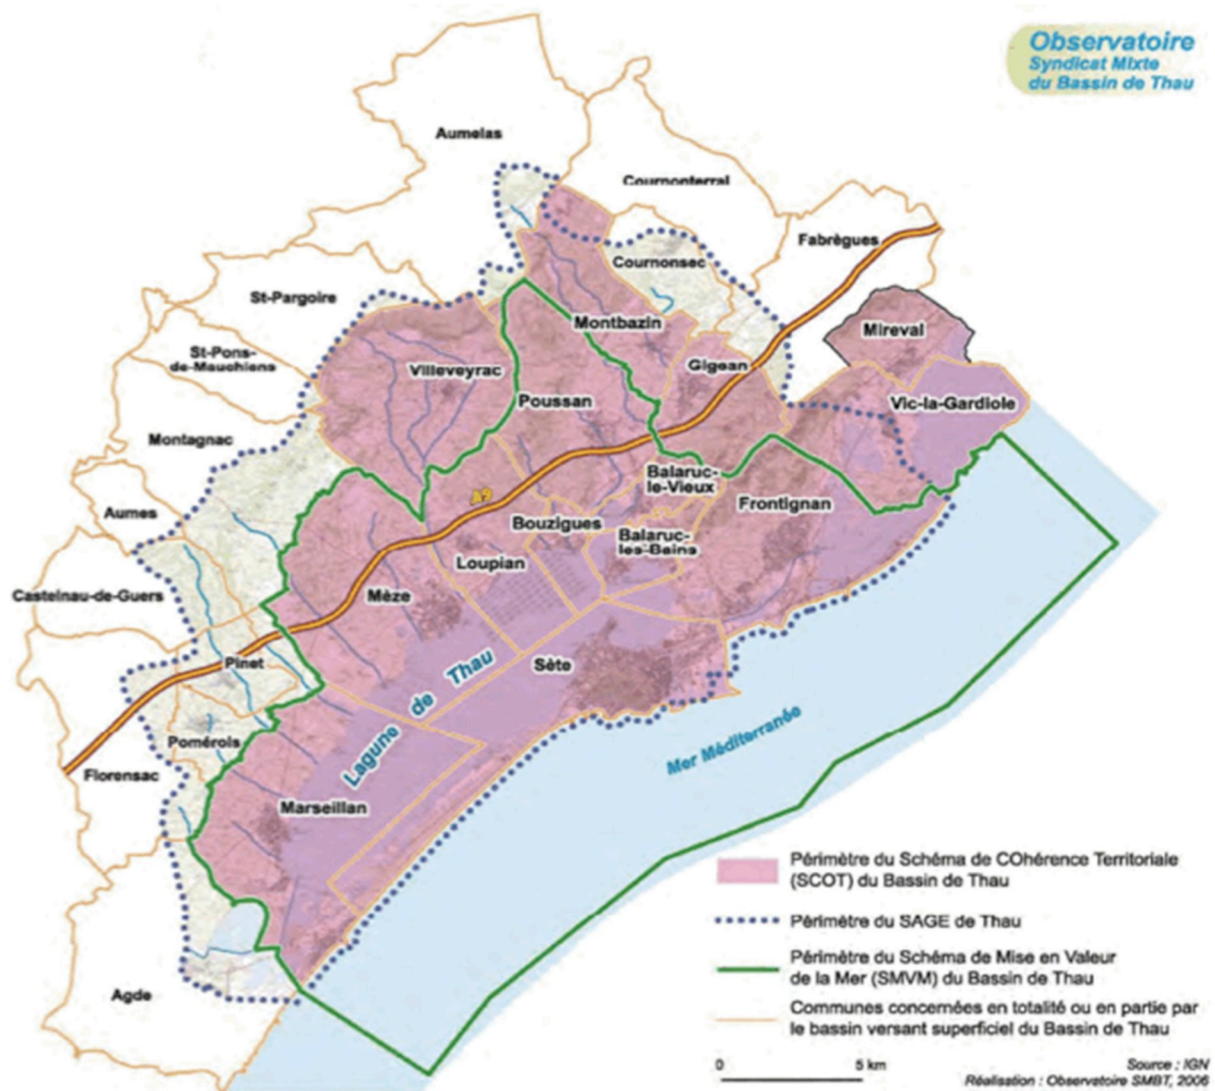 Observatoire
Syndicat Mixte
du Bassin de Thau
Aumelas
Cournonterral
Fabrègues
Cournonsec
St-Pargoire
Montbazin
Mireval
St-Pons-
de-Mauchiens
Villeveyrac
Gigean
Poussan
Vic-la-Gardiole
Montagnac
Balaruc-
le-Vieux
A9
Frontignan
Aumes
Bouzigues
Balaruc-
les-Bains
Loupian
Castelnau-de-Guers
Mèze
Pinet
Sète
Lagune de Thau
Pomérols
Mer Méditerranée
Florensac
Marseillan
Agde
Périmètre du Schéma de COhérence Territoriale
(SCOT) du Bassin de Thau
Périmètre du SAGE de Thau
Périmètre du Schéma de Mise en Valeur
de la Mer (SMVM) du Bassin de Thau
Communes concernées en totalité ou en partie par
le bassin versant superficiel du Bassin de Thau
0 5 km
Source : IGN
Réalisation : Observatoire SMBT, 2006